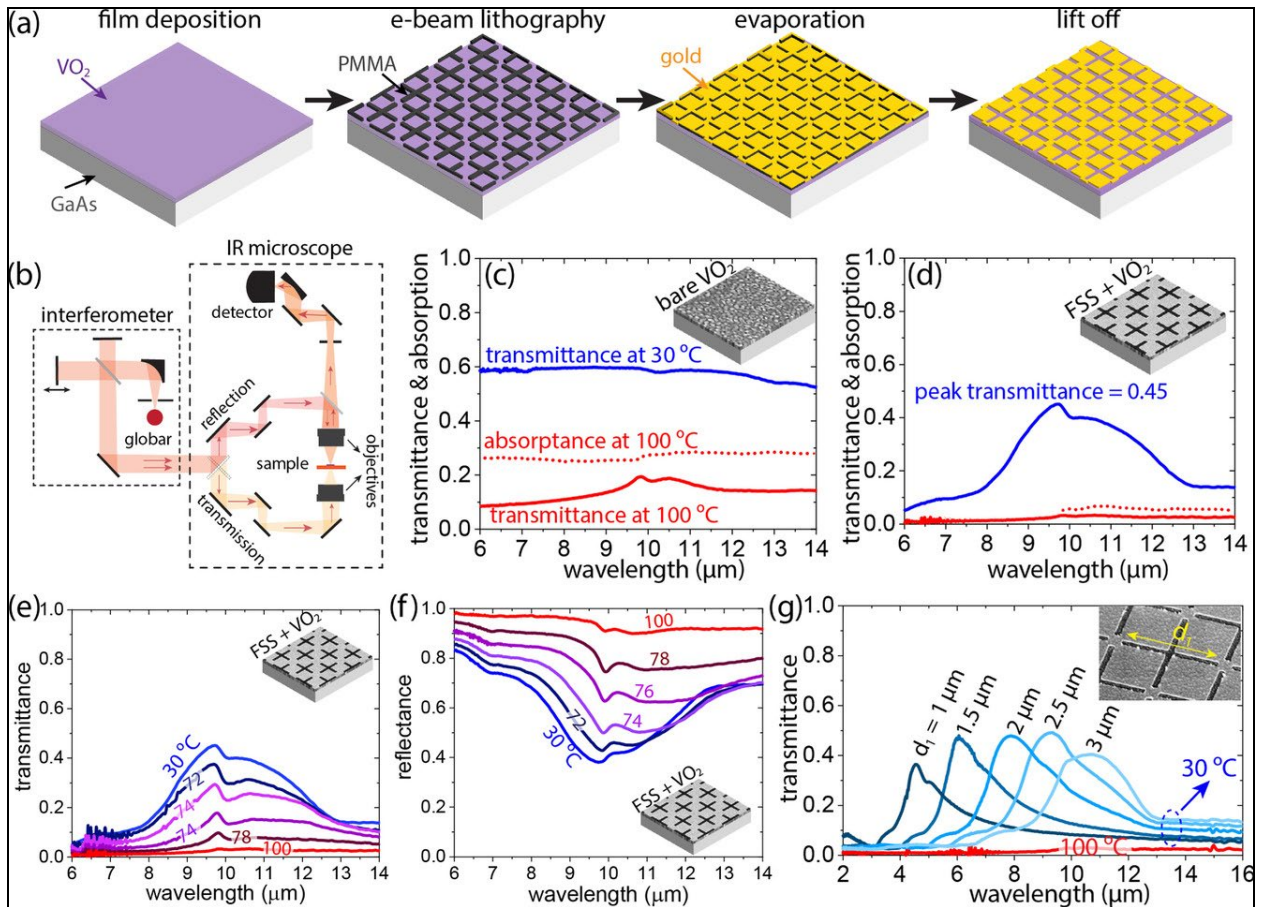 (a) film deposition e-beam lithography evaporation lift off
VO₂ PMMA gold
GaAs
(b) IR microscope
interferometer
detector
globar
reflection
transmission
sample
objectives
(c) bare VO₂
transmittance & absorption
1.0
0.8
0.6
0.4
0.2
0.0
transmittance at 30 °C
absorptance at 100 °C
transmittance at 100 °C
6 7 8 9 10 11 12 13 14
wavelength (μm)
(d) FSS + VO₂
transmittance & absorption
1.0
0.8
0.6
0.4
0.2
0.0
peak transmittance = 0.45
6 7 8 9 10 11 12 13 14
wavelength (μm)
(e) FSS + VO₂
transmittance
1.0
0.8
0.6
0.4
0.2
0.0
30 °C
72
74
74
78
100
6 7 8 9 10 11 12 13 14
wavelength (μm)
(f)
reflectance
1.0
0.9
0.8
0.7
0.6
0.5
0.4
0.3
0.2
0.1
0.0
100
78
76
74
72
30 °C
FSS + VO₂
6 7 8 9 10 11 12 13 14
wavelength (μm)
(g)
transmittance
1.0
0.8
0.6
0.4
0.2
0.0
d₁
d₁ = 1 μm
1.5 μm
2 μm
2.5 μm
3 μm
30 °C
100 °C
2 4 6 8 10 12 14 16
wavelength (μm)